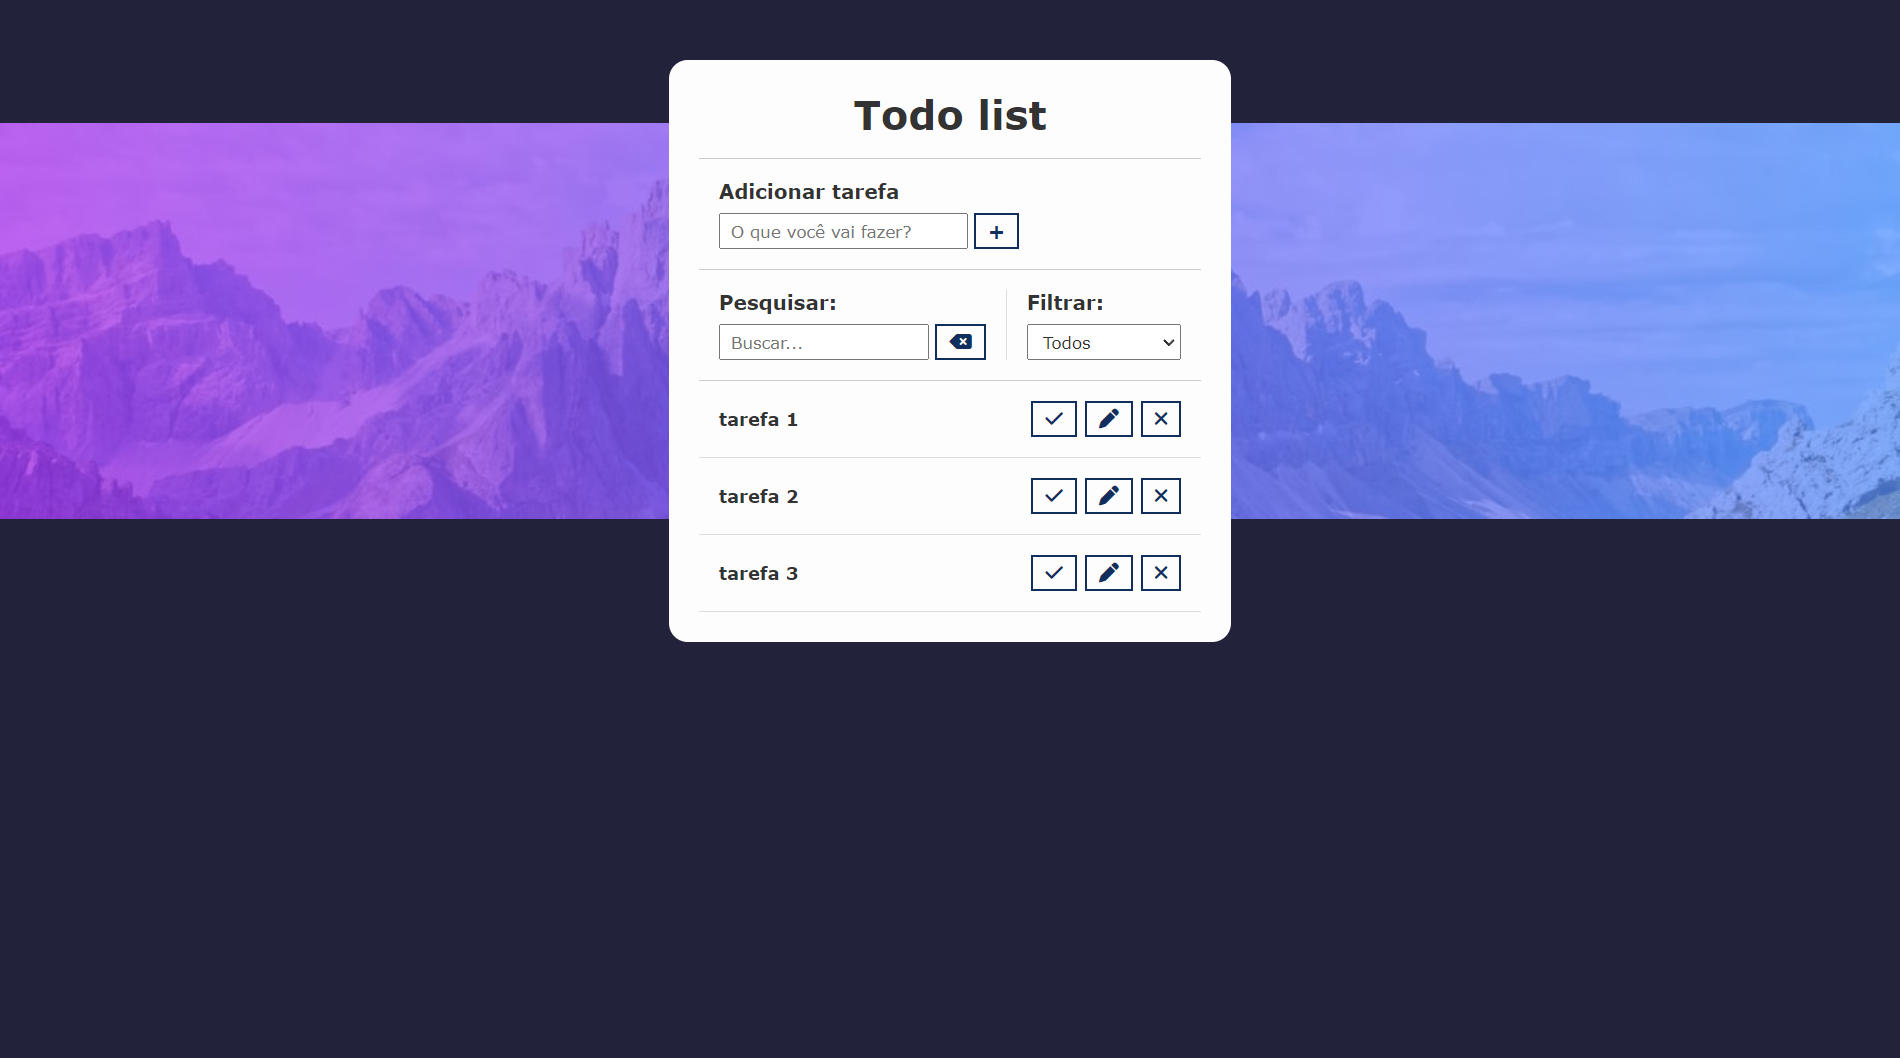 Todo list
Adicionar tarefa
O que você vai fazer?
Pesquisar:
Filtrar:
Buscar...
Todos
tarefa 1
tarefa 2
tarefa 3